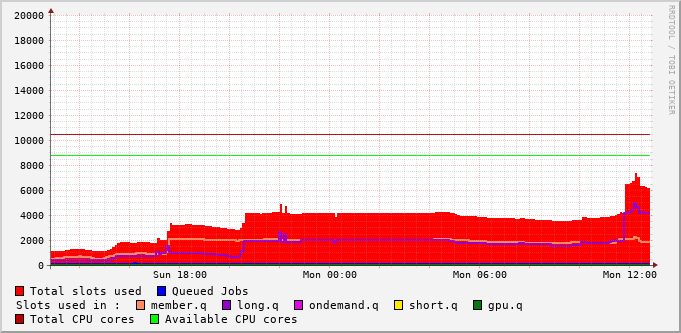 20000
18000
16000
14000
12000
10000
8000
6000
4000
2000
0
Sun 18:00 Mon 00:00 Mon 06:00 Mon 12:00
Total slots used Queued Jobs
Slots used in : member.q long.q ondemand.q short.q gpu.q
Total CPU cores Available CPU cores
RRDTOOL / TOBI OETIKER